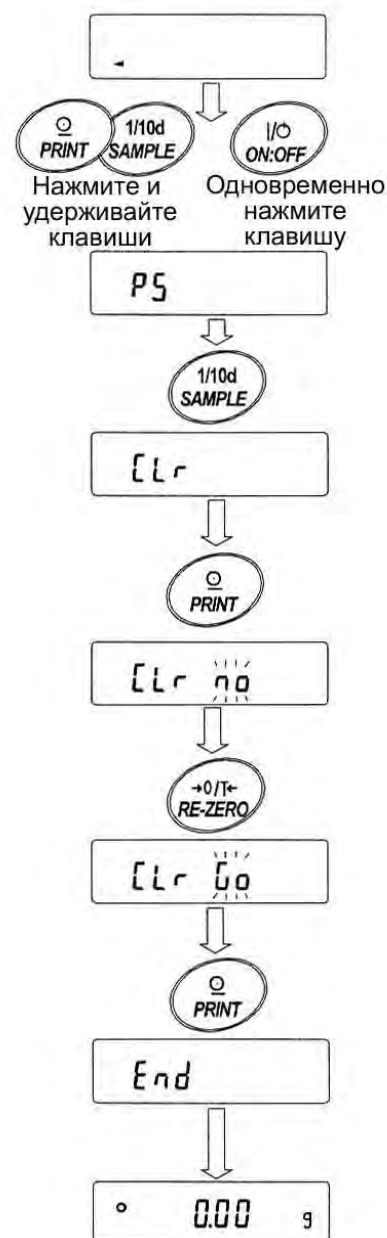 1/10d
PRINT SAMPLE ON:OFF
Нажмите и
удерживайте
клавиши
Одновременно
нажмите
клавишу
PS
1/10d
SAMPLE
CLr
PRINT
CLr no
→0/T←
RE-ZERO
CLr Go
PRINT
End
0.00 g